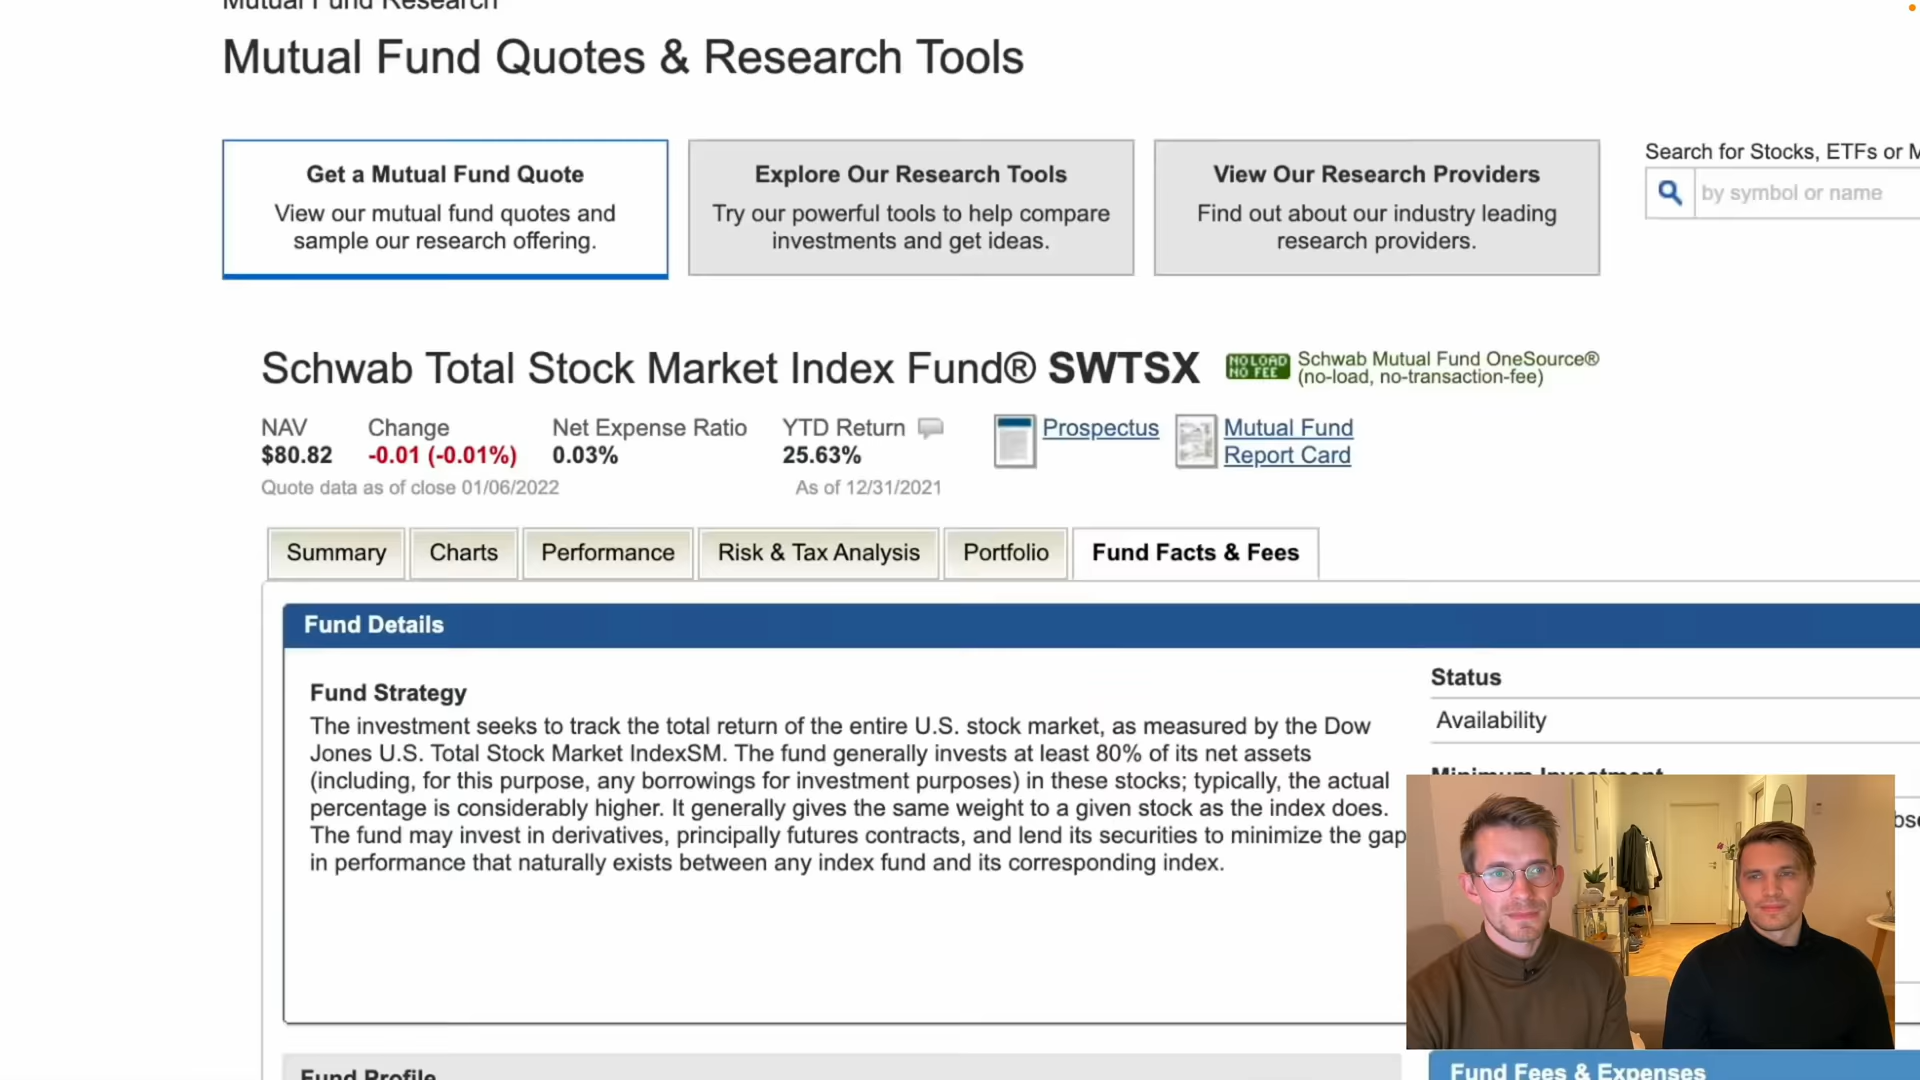 Mutual Fund Research
Mutual Fund Quotes & Research Tools
Get a Mutual Fund Quote
View our mutual fund quotes and
sample our research offering.
Explore Our Research Tools
Try our powerful tools to help compare
investments and get ideas.
View Our Research Providers
Find out about our industry leading
research providers.
Search for Stocks, ETFs or M
by symbol or name
Schwab Total Stock Market Index Fund® SWTSX
NO LOAD
NO FEE
Schwab Mutual Fund OneSource®
(no-load, no-transaction-fee)
NAV
$80.82
Change
-0.01 (-0.01%)
Net Expense Ratio
0.03%
YTD Return
25.63%
Quote data as of close 01/06/2022
As of 12/31/2021
Prospectus
Mutual Fund
Report Card
Summary
Charts
Performance
Risk & Tax Analysis
Portfolio
Fund Facts & Fees
Fund Details
Fund Strategy
The investment seeks to track the total return of the entire U.S. stock market, as measured by the Dow
Jones U.S. Total Stock Market IndexSM. The fund generally invests at least 80% of its net assets
(including, for this purpose, any borrowings for investment purposes) in these stocks; typically, the actual
percentage is considerably higher. It generally gives the same weight to a given stock as the index does.
The fund may invest in derivatives, principally futures contracts, and lend its securities to minimize the gap
in performance that naturally exists between any index fund and its corresponding index.
Status
Availability
Minimum Investment
Fund Profile
Fund Fees & Expenses